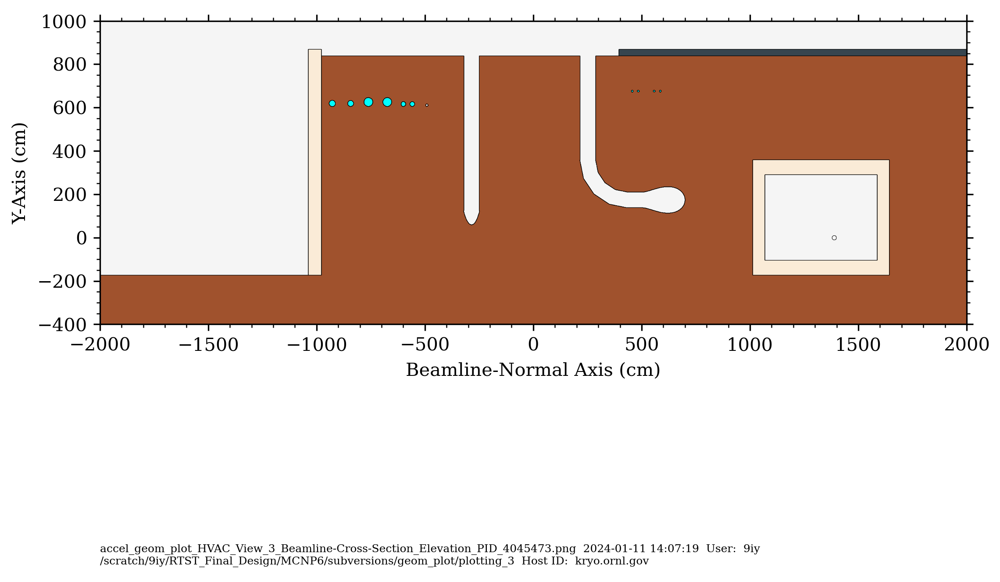 1000
800
600
400
200
0
−200
−400
Y-Axis (cm)
−2000 −1500 −1000 −500 0 500 1000 1500 2000
Beamline-Normal Axis (cm)
accel_geom_plot_HVAC_View_3_Beamline-Cross-Section_Elevation_PID_4045473.png 2024-01-11 14:07:19 User: 9iy
/scratch/9iy/RTST_Final_Design/MCNP6/subversions/geom_plot/plotting_3 Host ID: kryo.ornl.gov